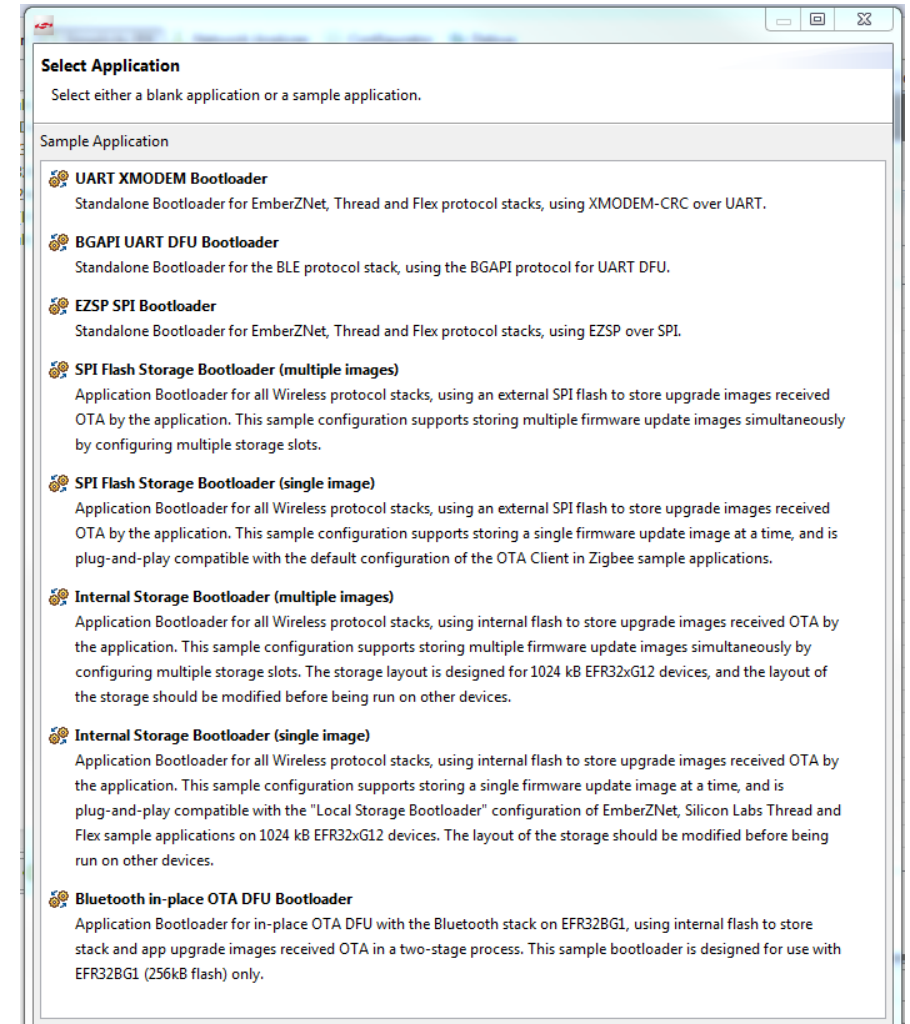 Select Application
Select either a blank application or a sample application.
Sample Application
UART XMODEM Bootloader
Standalone Bootloader for EmberZNet, Thread and Flex protocol stacks, using XMODEM-CRC over UART.
BGAPI UART DFU Bootloader
Standalone Bootloader for the BLE protocol stack, using the BGAPI protocol for UART DFU.
EZSP SPI Bootloader
Standalone Bootloader for EmberZNet, Thread and Flex protocol stacks, using EZSP over SPI.
SPI Flash Storage Bootloader (multiple images)
Application Bootloader for all Wireless protocol stacks, using an external SPI flash to store upgrade images received
OTA by the application. This sample configuration supports storing multiple firmware update images simultaneously
by configuring multiple storage slots.
SPI Flash Storage Bootloader (single image)
Application Bootloader for all Wireless protocol stacks, using an external SPI flash to store upgrade images received
OTA by the application. This sample configuration supports storing a single firmware update image at a time, and is
plug-and-play compatible with the default configuration of the OTA Client in Zigbee sample applications.
Internal Storage Bootloader (multiple images)
Application Bootloader for all Wireless protocol stacks, using internal flash to store upgrade images received OTA by
the application. This sample configuration supports storing multiple firmware update images simultaneously by
configuring multiple storage slots. The storage layout is designed for 1024 kB EFR32xG12 devices, and the layout of
the storage should be modified before being run on other devices.
Internal Storage Bootloader (single image)
Application Bootloader for all Wireless protocol stacks, using internal flash to store upgrade images received OTA by
the application. This sample configuration supports storing a single firmware update image at a time, and is
plug-and-play compatible with the "Local Storage Bootloader" configuration of EmberZNet, Silicon Labs Thread and
Flex sample applications on 1024 kB EFR32xG12 devices. The layout of the storage should be modified before being
run on other devices.
Bluetooth in-place OTA DFU Bootloader
Application Bootloader for in-place OTA DFU with the Bluetooth stack on EFR32BG1, using internal flash to store
stack and app upgrade images received OTA in a two-stage process. This sample bootloader is designed for use with
EFR32BG1 (256kB flash) only.